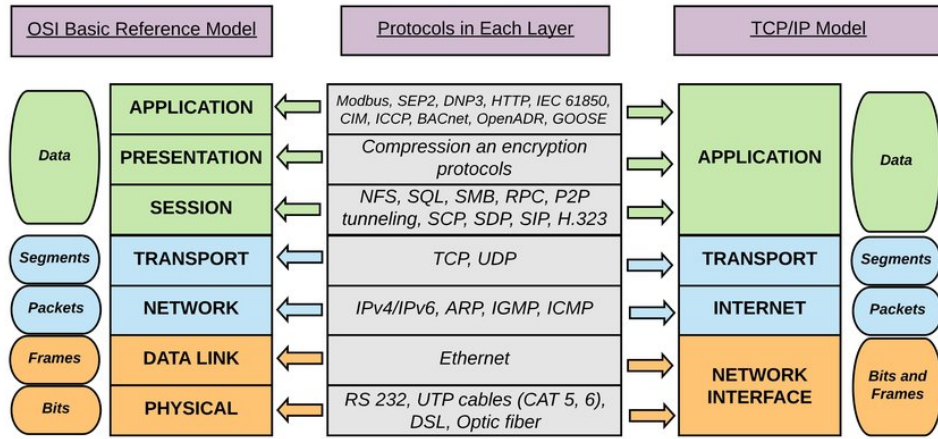 OSI Basic Reference Model
Protocols in Each Layer
TCP/IP Model
Data
APPLICATION
Modbus, SEP2, DNP3, HTTP, IEC 61850,
CIM, ICCP, BACnet, OpenADR, GOOSE
APPLICATION
Data
PRESENTATION
Compression an encryption
protocols
SESSION
NFS, SQL, SMB, RPC, P2P
tunneling, SCP, SDP, SIP, H.323
Segments
TRANSPORT
TCP, UDP
TRANSPORT
Segments
Packets
NETWORK
IPv4/IPv6, ARP, IGMP, ICMP
INTERNET
Packets
Frames
DATA LINK
Ethernet
NETWORK
INTERFACE
Bits and
Frames
Bits
PHYSICAL
RS 232, UTP cables (CAT 5, 6),
DSL, Optic fiber